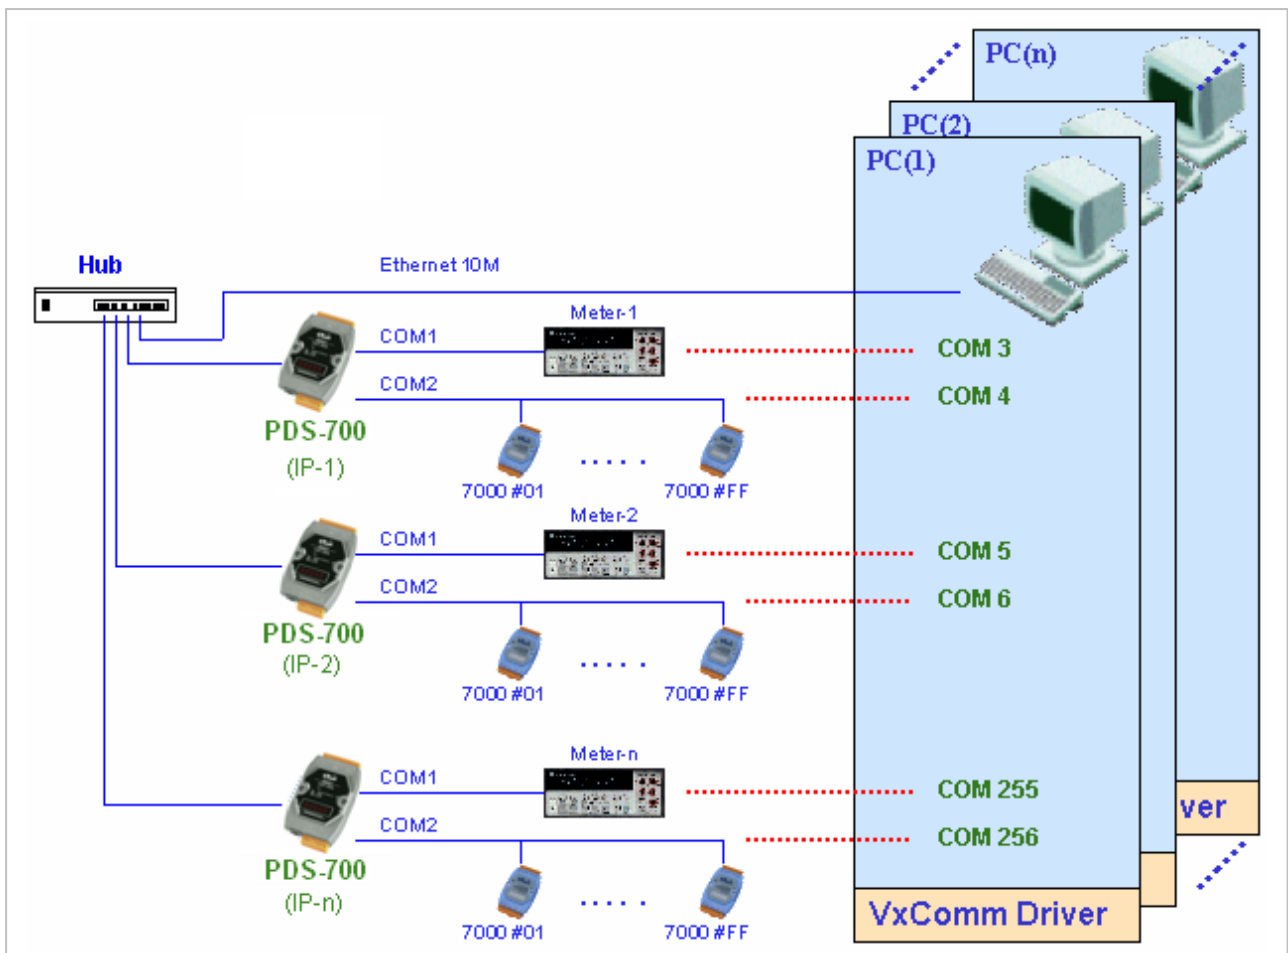 PC(n)
PC(2)
PC(1)
Hub
Ethernet 10M
COM1
Meter-1
COM 3
COM2
COM 4
PDS-700
(IP-1)
7000 #01
7000 #FF
COM1
Meter-2
COM 5
COM2
COM 6
PDS-700
(IP-2)
7000 #01
7000 #FF
COM1
Meter-n
COM 255
COM2
COM 256
PDS-700
(IP-n)
7000 #01
7000 #FF
ver
VxComm Driver